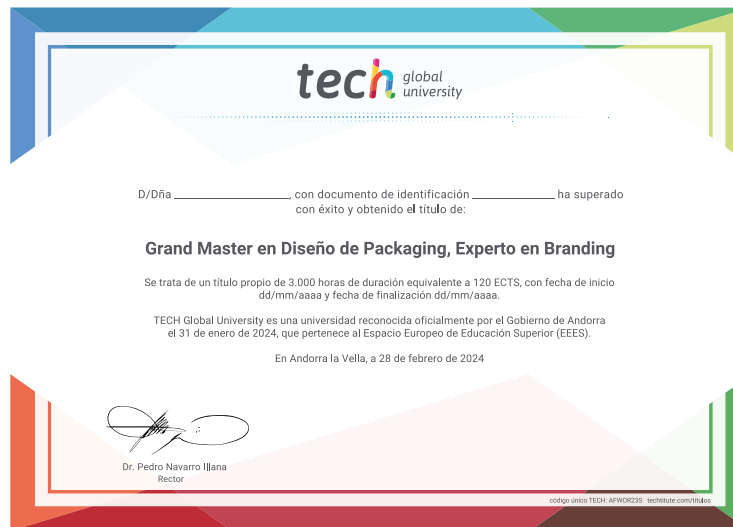 tech global university
D/Dña ____________________, con documento de identificación ______________ ha superado
con éxito y obtenido el título de:
Grand Master en Diseño de Packaging, Experto en Branding
Se trata de un título propio de 3.000 horas de duración equivalente a 120 ECTS, con fecha de inicio
dd/mm/aaaa y fecha de finalización dd/mm/aaaa.
TECH Global University es una universidad reconocida oficialmente por el Gobierno de Andorra
el 31 de enero de 2024, que pertenece al Espacio Europeo de Educación Superior (EEES).
En Andorra la Vella, a 28 de febrero de 2024
Dr. Pedro Navarro Illana
Rector
código único TECH: AFWOR23S techtitute.com/titulos